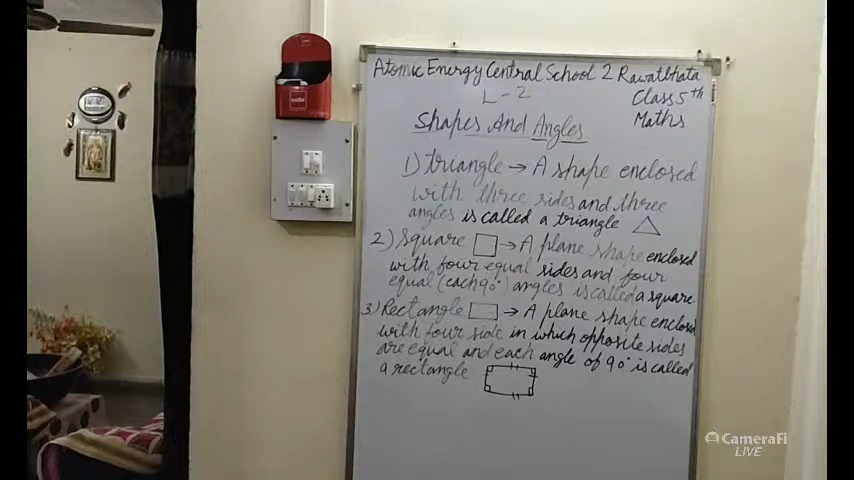 Atomic Energy Central School 2 Rawatbhata
L-2
Class 5th
Shapes And Angles
Maths
1) triangle → A shape enclosed
with three sides and three
angles is called a triangle
2) Square → A plane shape enclosed
with four equal sides and four
equal (each 90°) angles is called a square
3) Rectangle → A plane shape enclosed
with four side in which opposite sides
are equal and each angle of 90° is called
a rectangle
CameraFi
LIVE